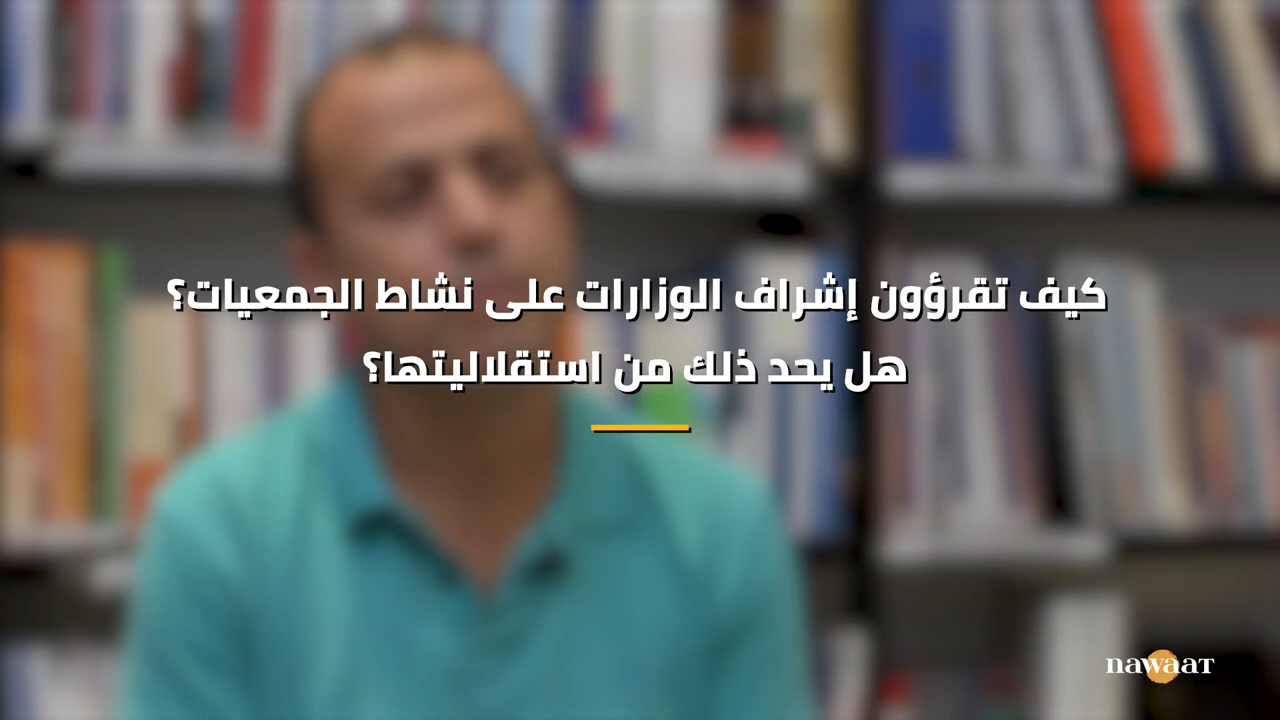 كيف تقرؤون إشراف الوزارات على نشاط الجمعيات؟
هل يحد ذلك من استقلاليتها؟
nawaat